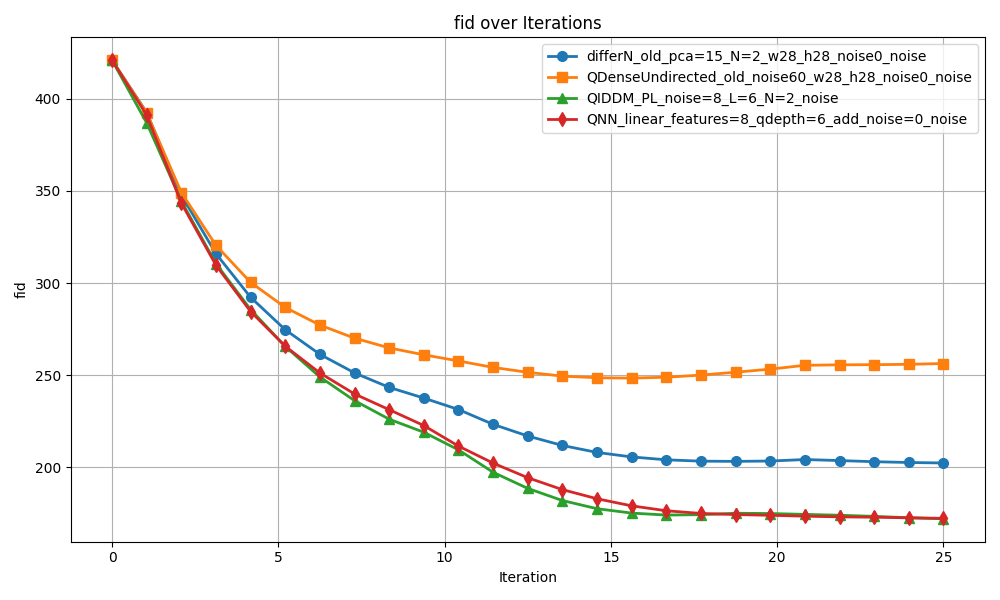 fid over Iterations
differN_old_pca=15_N=2_w28_h28_noise0_noise
QDenseUndirected_old_noise60_w28_h28_noise0_noise
QIDDM_PL_noise=8_L=6_N=2_noise
QNN_linear_features=8_qdepth=6_add_noise=0_noise
fid
400
350
300
250
200
0 5 10 15 20 25
Iteration